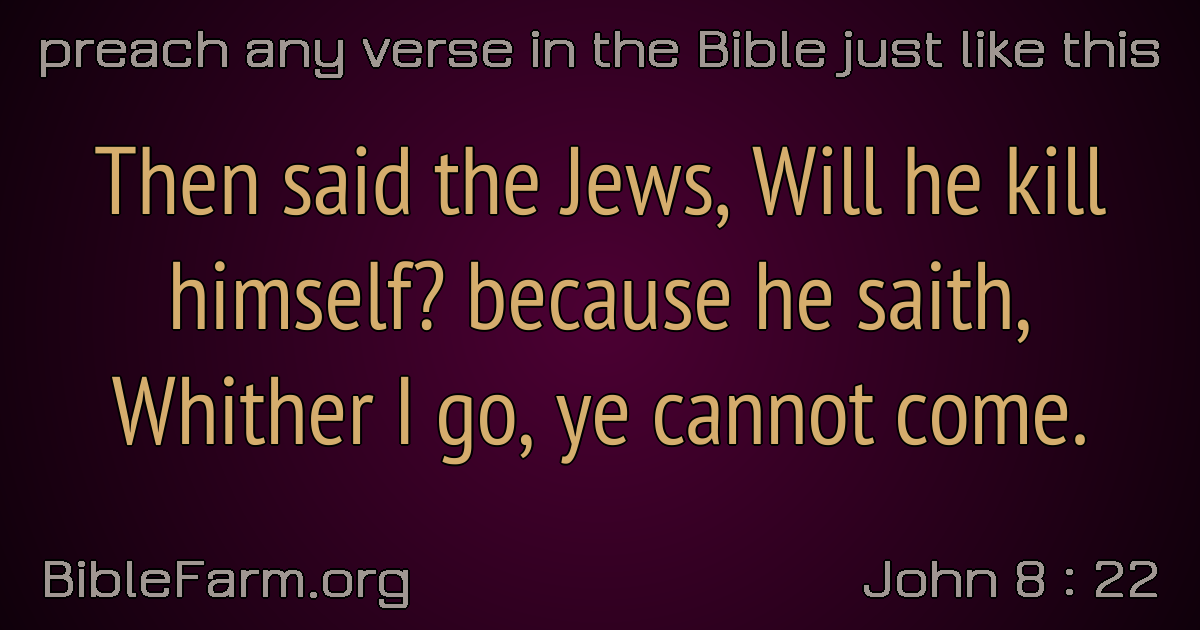 preach any verse in the Bible just like this
Then said the Jews, Will he kill
himself? because he saith,
Whither I go, ye cannot come.
BibleFarm.org
John 8 : 22